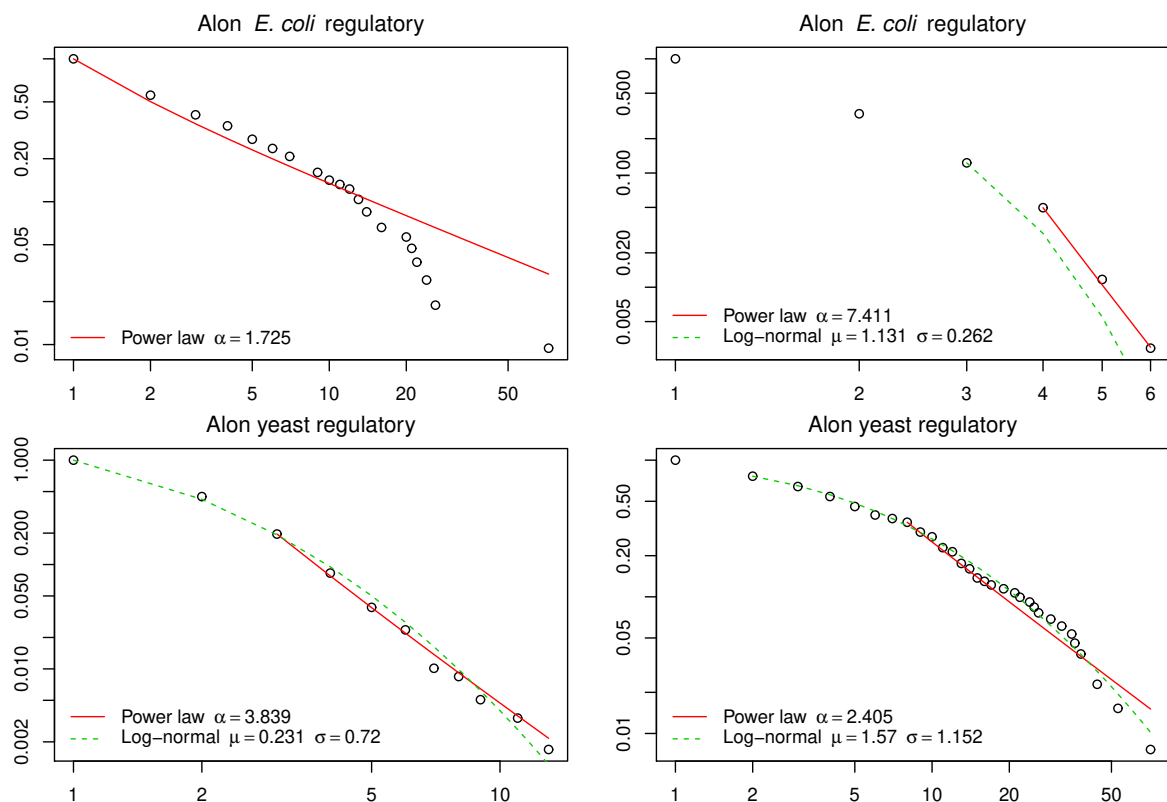 Alon E. coli regulatory
0.50
0.20
0.05
0.01
Power law α = 1.725
1 2 5 10 20 50
Alon E. coli regulatory
0.500
0.100
0.020
0.005
Power law α = 7.411
Log−normal μ = 1.131 σ = 0.262
1 2 3 4 5 6
Alon yeast regulatory
1.000
0.200
0.050
0.010
0.002
Power law α = 3.839
Log−normal μ = 0.231 σ = 0.72
1 2 5 10
Alon yeast regulatory
0.50
0.20
0.05
0.01
Power law α = 2.405
Log−normal μ = 1.57 σ = 1.152
1 2 5 10 20 50